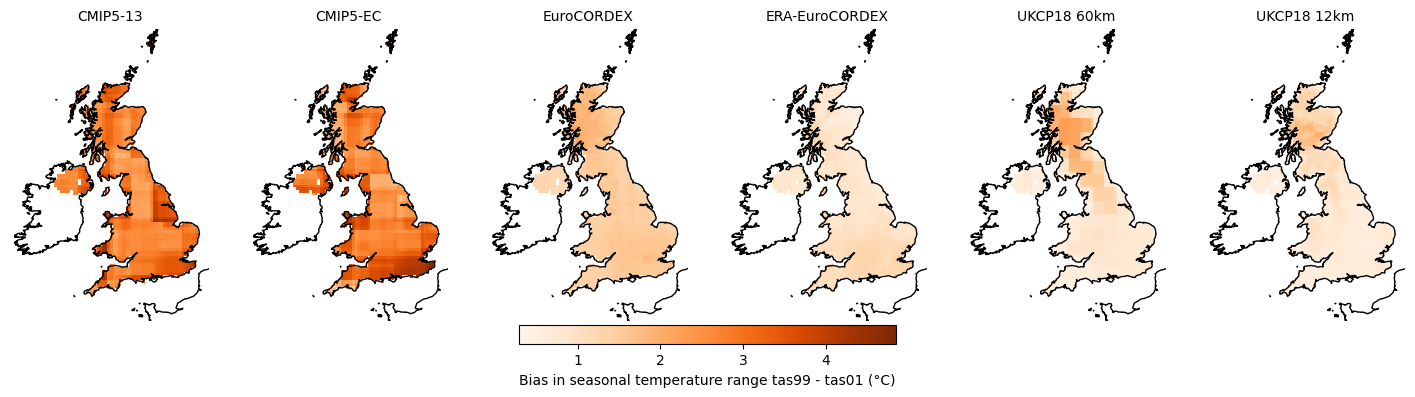 CMIP5-13
CMIP5-EC
EuroCORDEX
ERA-EuroCORDEX
UKCP18 60km
UKCP18 12km
1 2 3 4
Bias in seasonal temperature range tas99 - tas01 (°C)